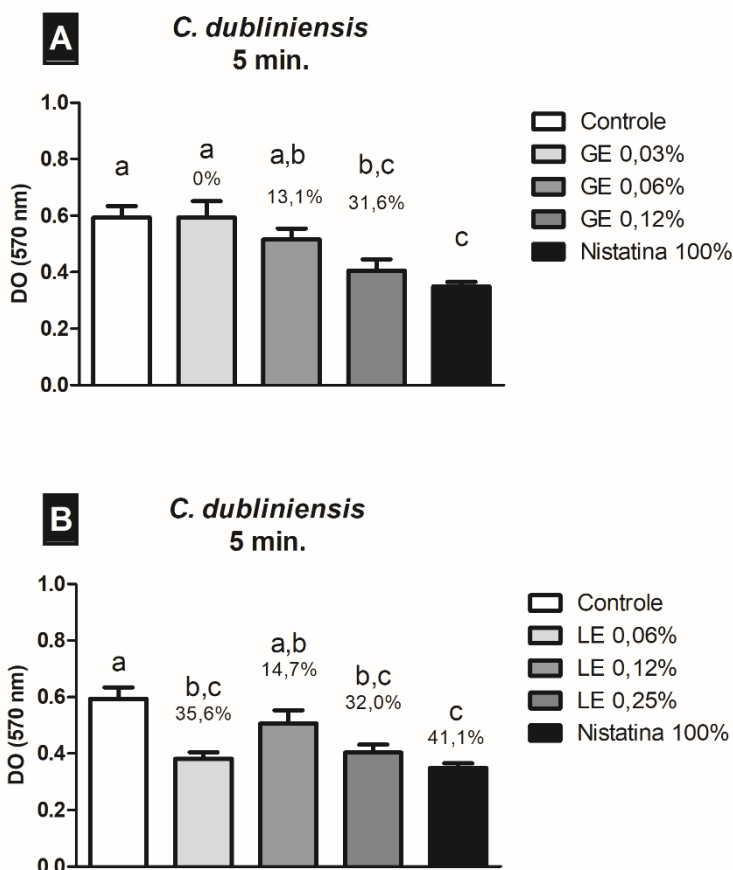 A
C. dubliniensis
5 min.
1.0
0.8
0.6
0.4
0.2
0.0
DO (570 nm)
a
a
0%
a,b
13,1%
b,c
31,6%
c
Controle
GE 0,03%
GE 0,06%
GE 0,12%
Nistatina 100%
B
C. dubliniensis
5 min.
1.0
0.8
0.6
0.4
0.2
0.0
DO (570 nm)
a
b,c
35,6%
a,b
14,7%
b,c
32,0%
c
41,1%
Controle
LE 0,06%
LE 0,12%
LE 0,25%
Nistatina 100%